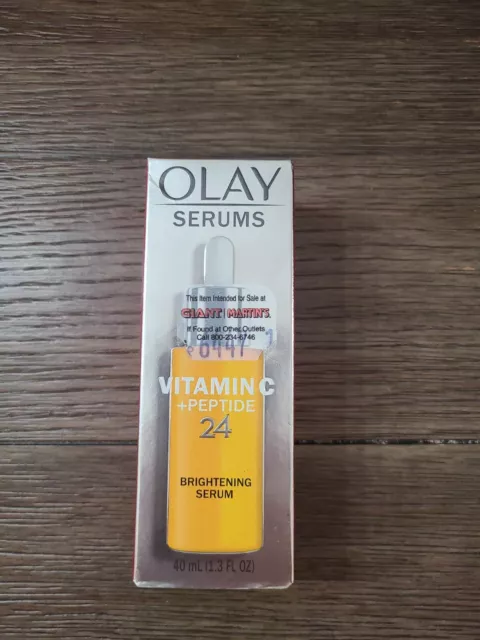 OLAY
SERUMS
This Item Intended for Sale at
GIANT MARTIN'S
If Found at Other Outlets
Call 800-234-6746
VITAMIN C
+PEPTIDE
24
BRIGHTENING
SERUM
40 mL (1.3 FL OZ)